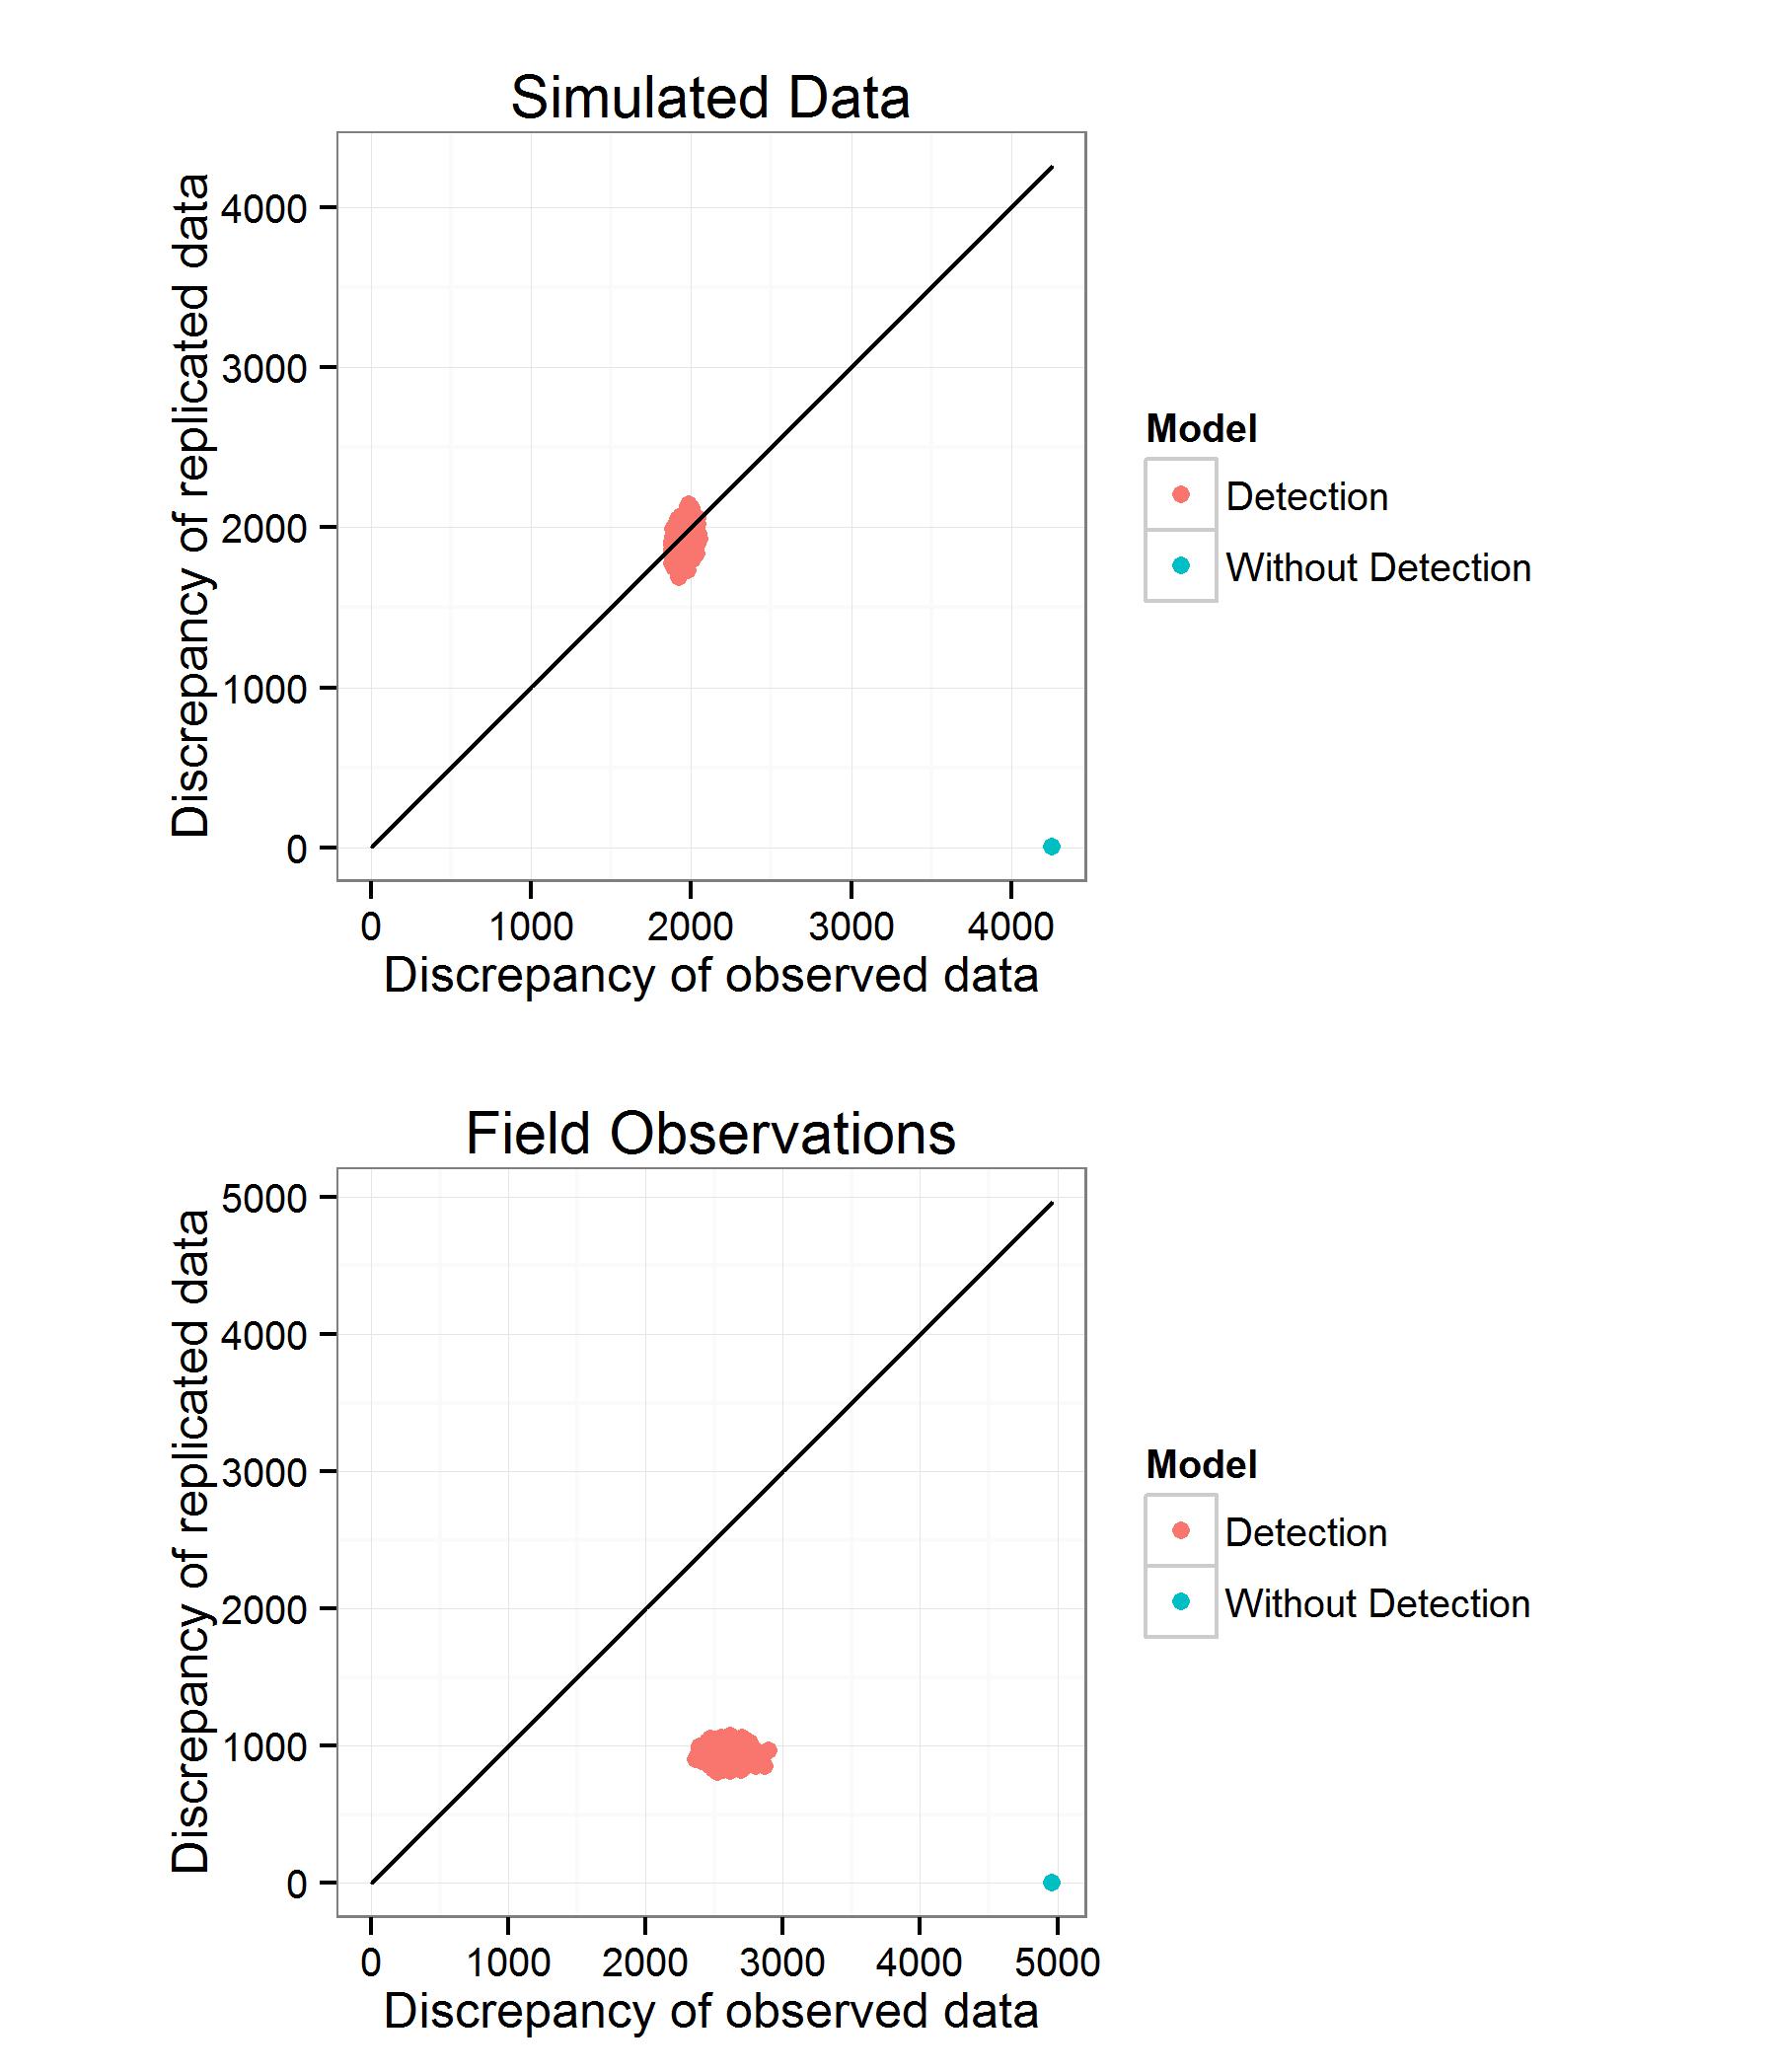 Simulated Data
Discrepancy of replicated data
4000
3000
2000
1000
0
0 1000 2000 3000 4000
Discrepancy of observed data
Model
Detection
Without Detection
Field Observations
Discrepancy of replicated data
5000
4000
3000
2000
1000
0
0 1000 2000 3000 4000 5000
Discrepancy of observed data
Model
Detection
Without Detection